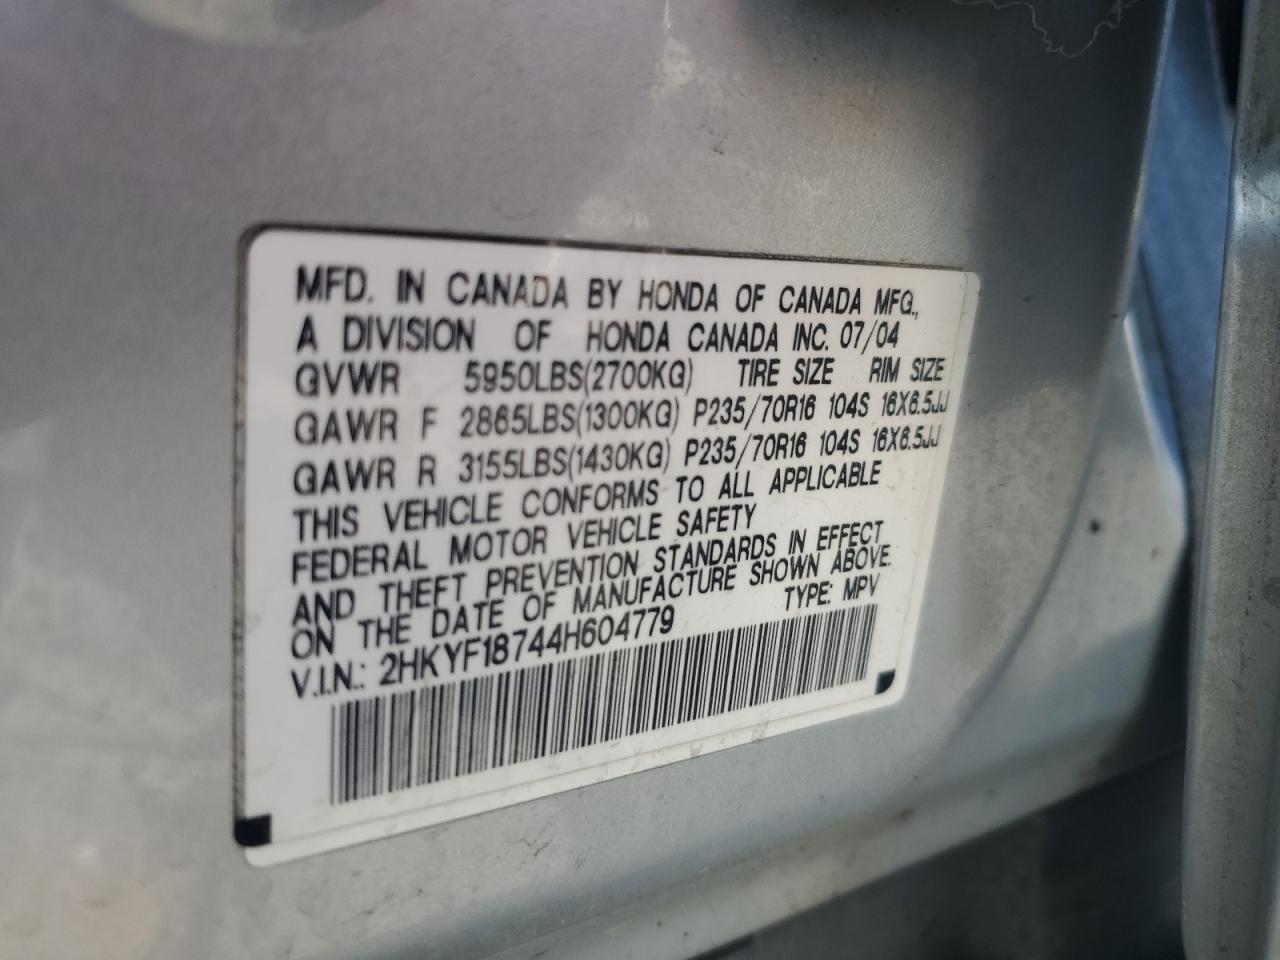 MFD. IN CANADA BY HONDA OF CANADA MFG.,
A DIVISION OF HONDA CANADA INC. 07/04
GVWR 5950LBS(2700KG) TIRE SIZE RIM SIZE
GAWR F 2865LBS(1300KG) P235/70R16 104S 16X6.5JJ
GAWR R 3155LBS(1430KG) P235/70R16 104S 16X6.5JJ
THIS VEHICLE CONFORMS TO ALL APPLICABLE
FEDERAL MOTOR VEHICLE SAFETY
AND THEFT PREVENTION STANDARDS IN EFFECT
ON THE DATE OF MANUFACTURE SHOWN ABOVE.
V.I.N.: 2HKYF18744H604779 TYPE: MPV